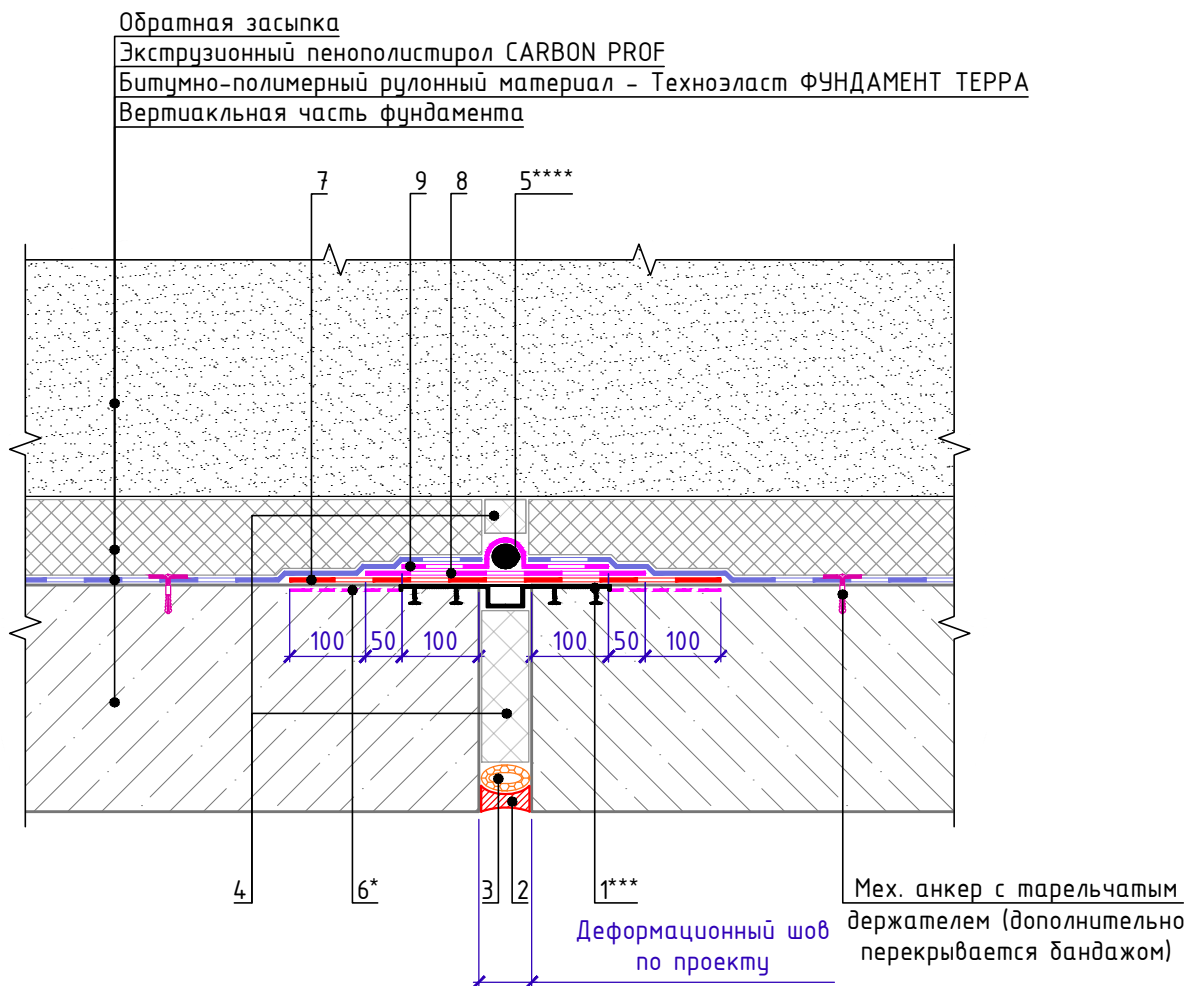 Обратная засыпка
Экструзионный пенополистирол CARBON PROF
Битумно-полимерный рулонный материал - Техноэласт ФУНДАМЕНТ ТЕРРА
Вертиакльная часть фундамента
7 9 8 5****
100 50 100 100 50 100
4 6* 3 2 1***
Мех. анкер с тарельчатым
держателем (дополнительно
перекрывается бандажом)
Деформационный шов
по проекту